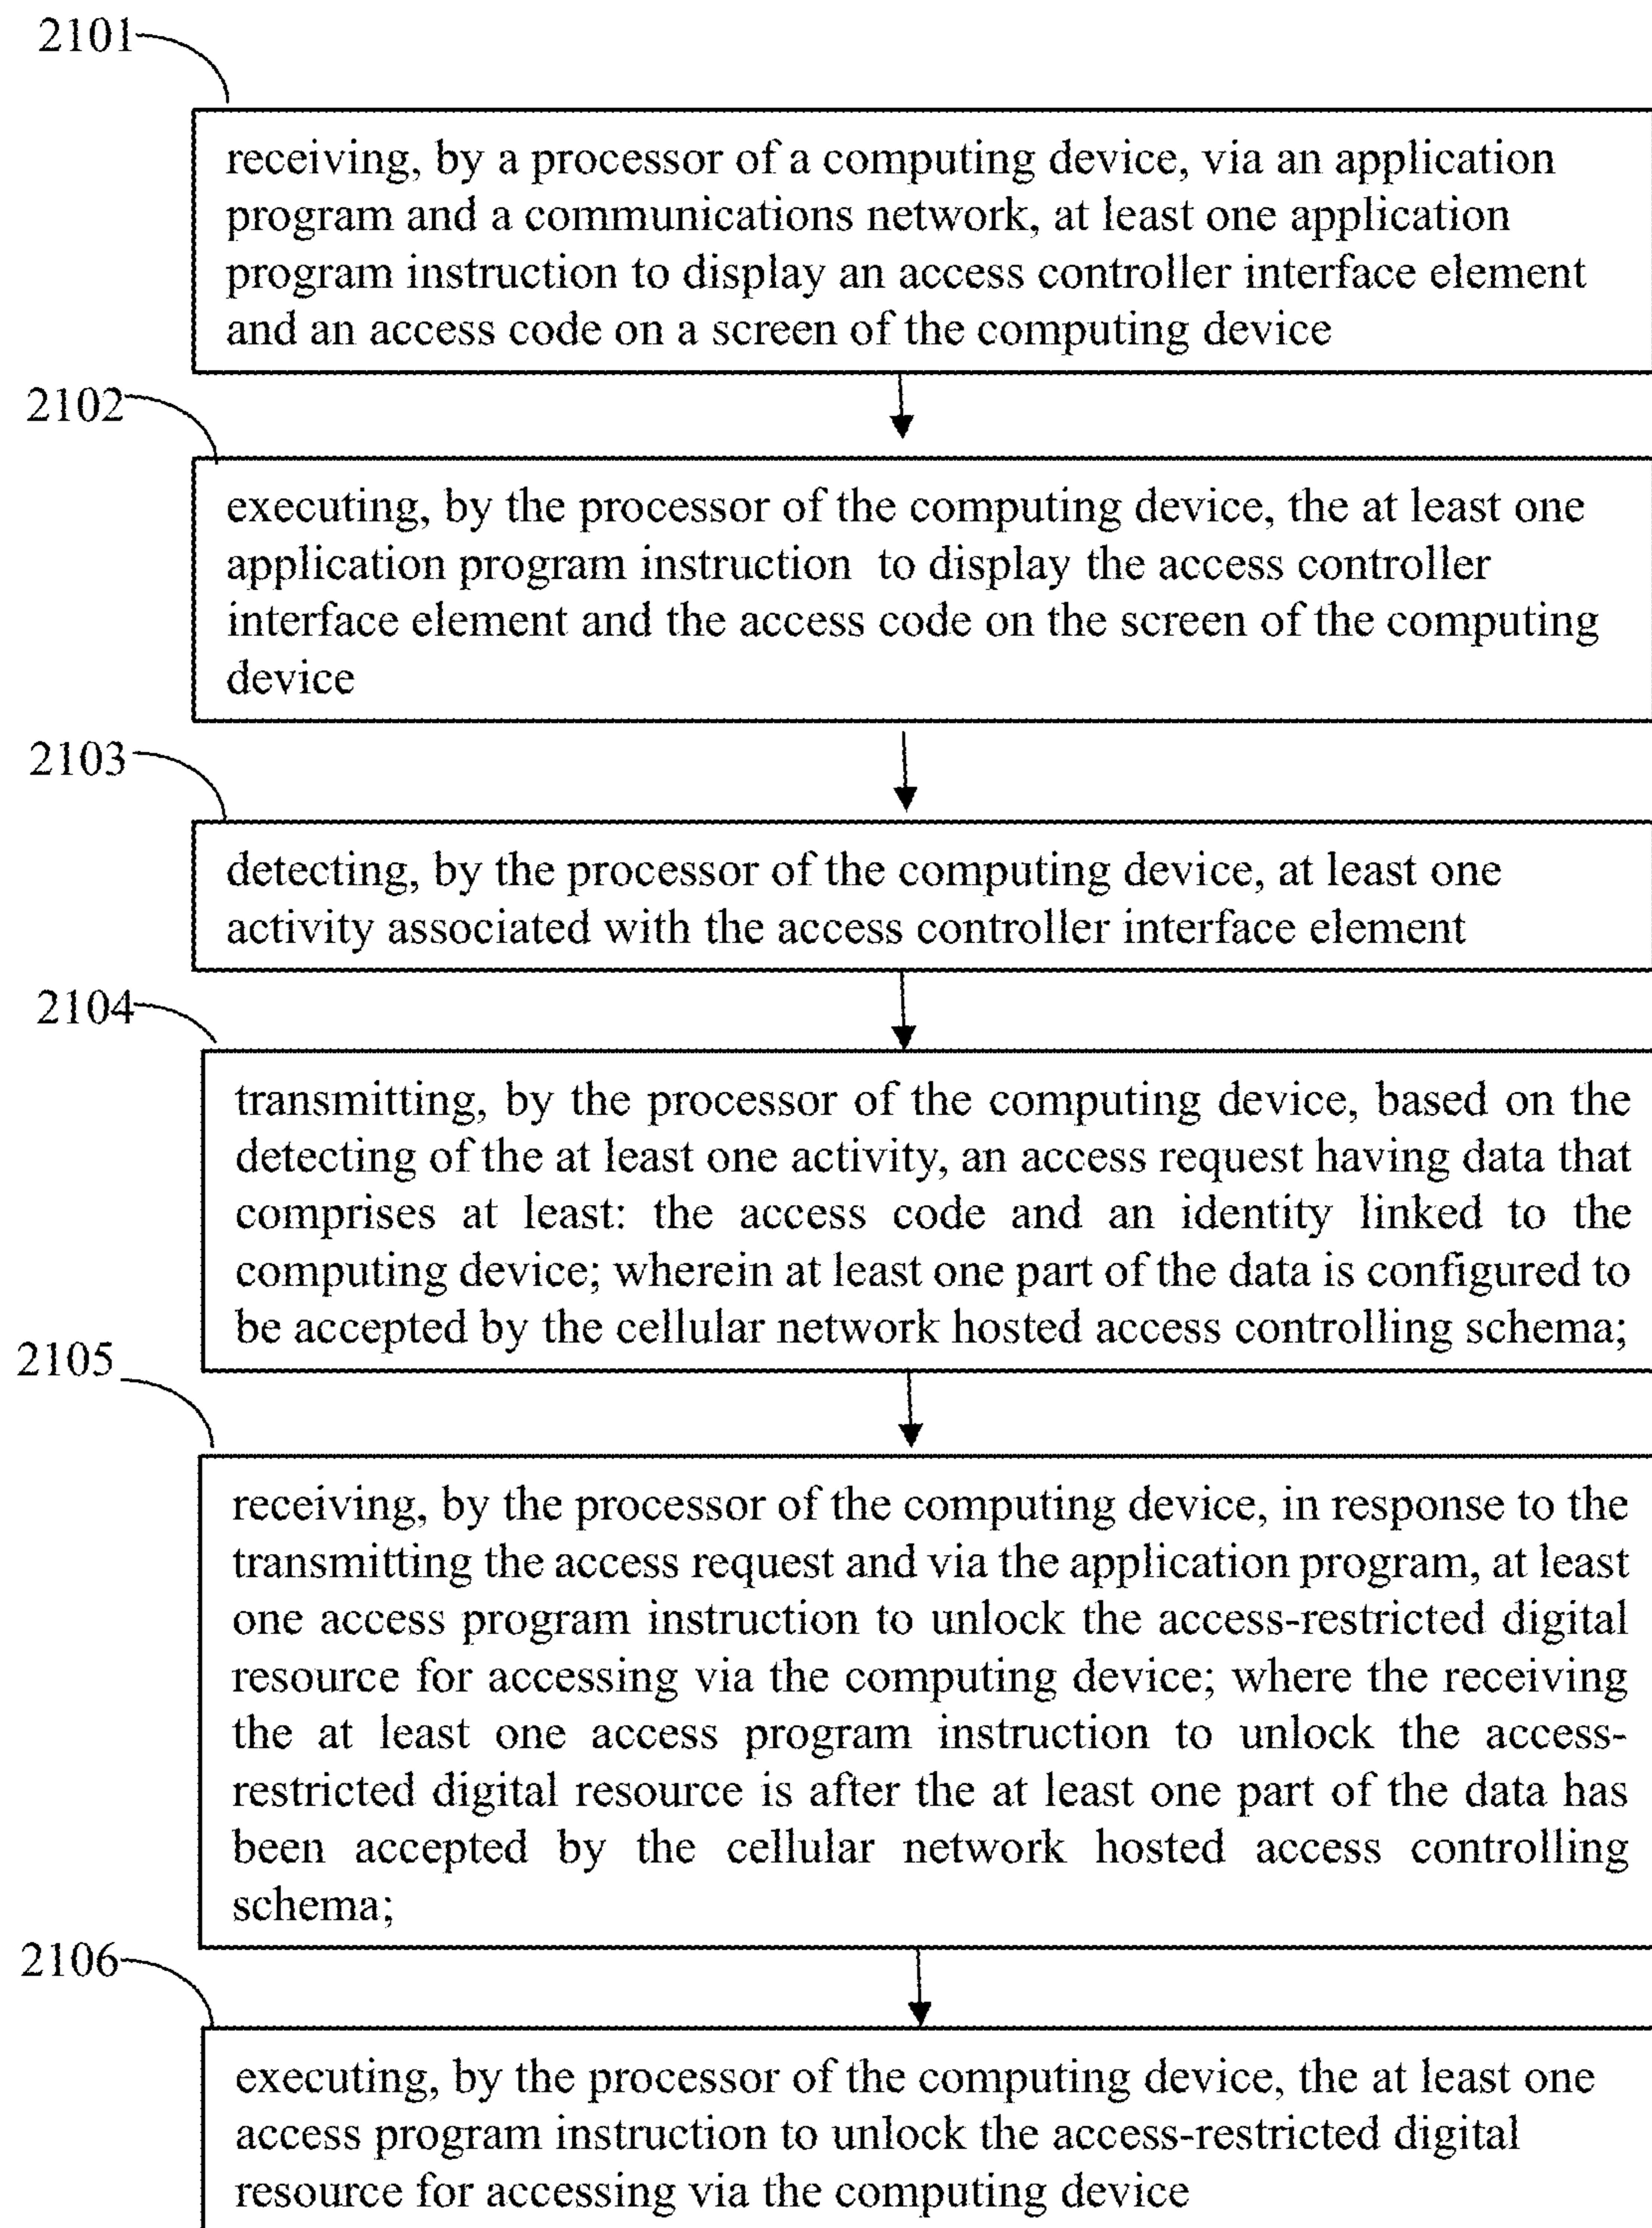 2101
receiving, by a processor of a computing device, via an application
program and a communications network, at least one application
program instruction to display an access controller interface element
and an access code on a screen of the computing device
2102
executing, by the processor of the computing device, the at least one
application program instruction to display the access controller
interface element and the access code on the screen of the computing
device
2103
detecting, by the processor of the computing device, at least one
activity associated with the access controller interface element
2104
transmitting, by the processor of the computing device, based on the
detecting of the at least one activity, an access request having data that
comprises at least: the access code and an identity linked to the
computing device; wherein at least one part of the data is configured to
be accepted by the cellular network hosted access controlling schema;
2105
receiving, by the processor of the computing device, in response to the
transmitting the access request and via the application program, at least
one access program instruction to unlock the access-restricted digital
resource for accessing via the computing device; where the receiving
the at least one access program instruction to unlock the access-
restricted digital resource is after the at least one part of the data has
been accepted by the cellular network hosted access controlling
schema;
2106
executing, by the processor of the computing device, the at least one
access program instruction to unlock the access-restricted digital
resource for accessing via the computing device